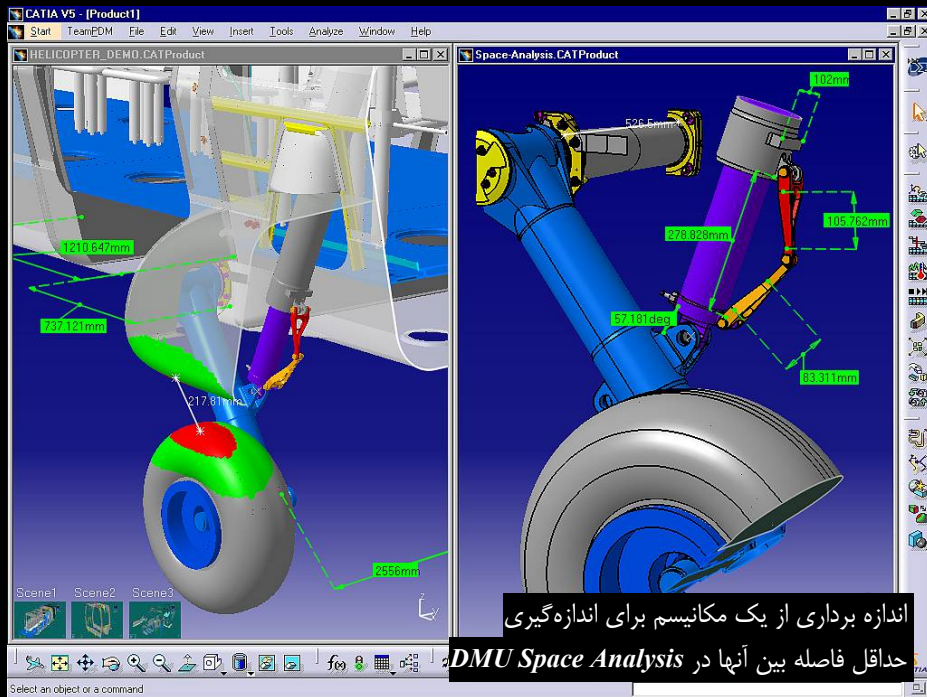 CATIA V5 - [Product1]
Start TeamPDM File Edit View Insert Tools Analyze Window Help
HELICOPTER_DEMO.CATProduct
Space-Analysis.CATProduct
102mm
526.5mm
105.762mm
278.828mm
1210.647mm
737.121mm
57.181deg
83.311mm
217.81mm
2556mm
Scene1 Scene2 Scene3
اندازه برداری از یک مکانیسم برای اندازه‌گیری
حداقل فاصله بین آنها در DMU Space Analysis
Select an object or a command